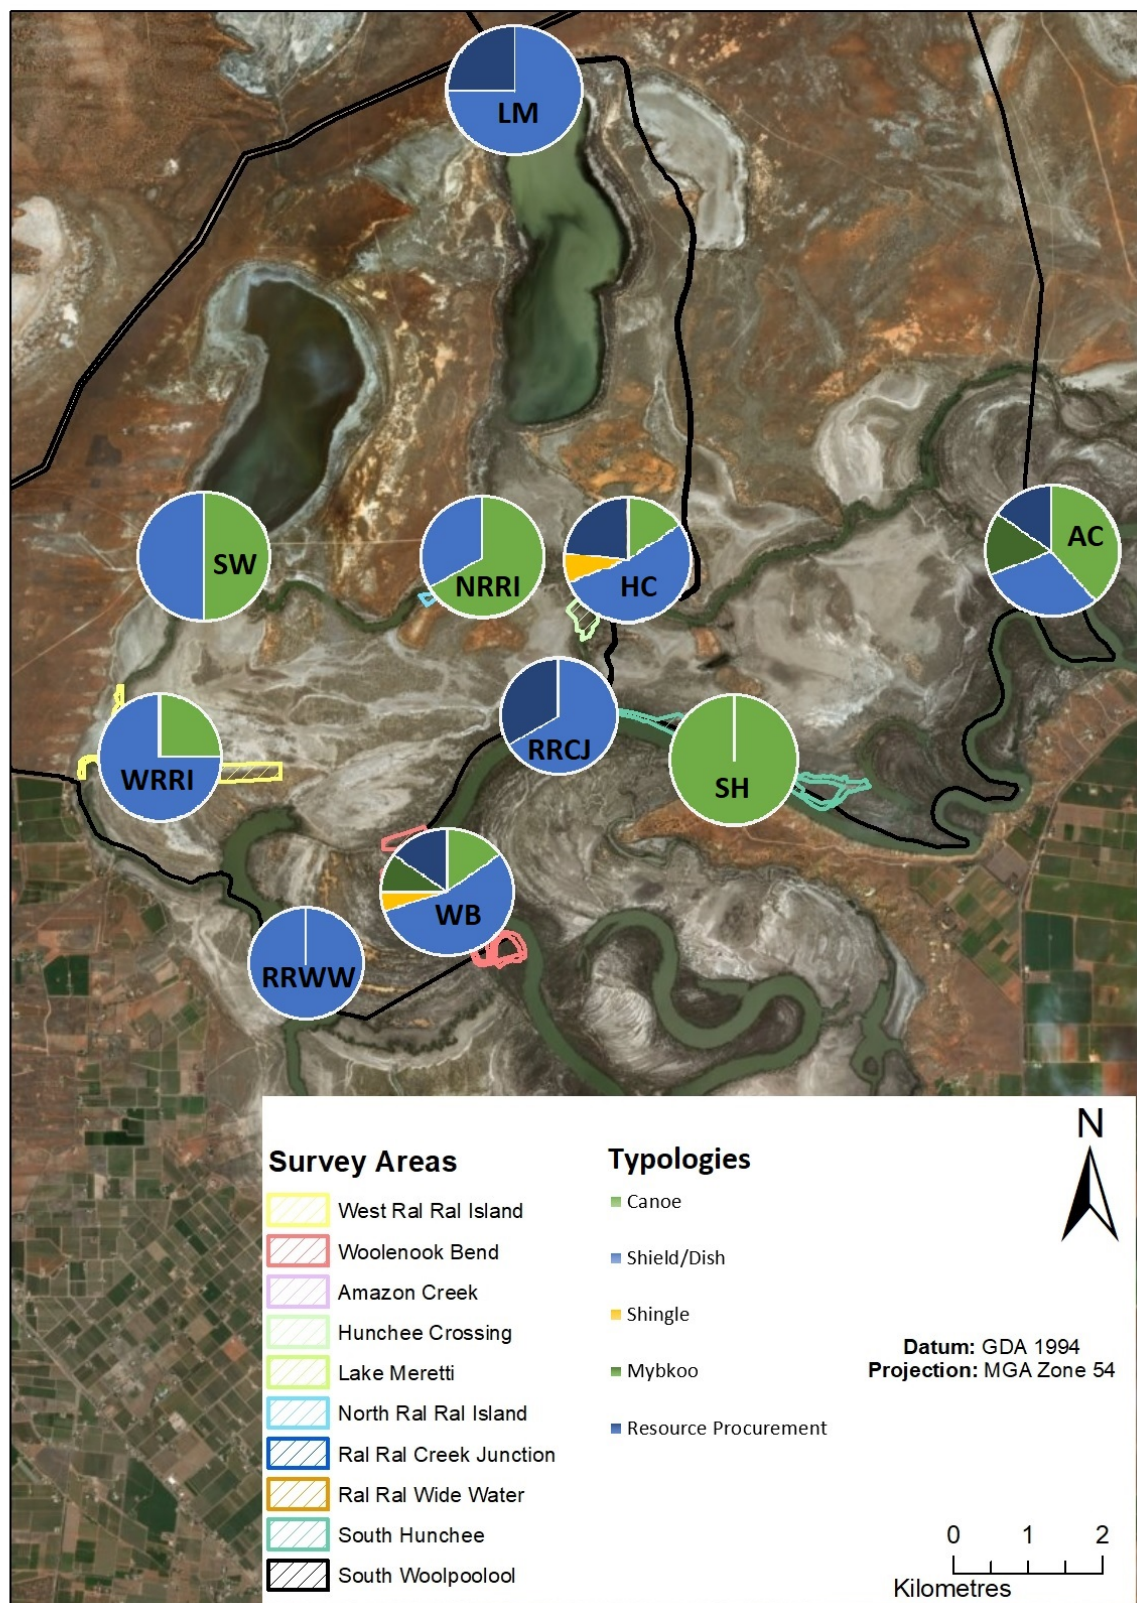 LM
SW
NRRI
HC
AC
WRRI
RRCJ
SH
WB
RRWW
Survey Areas
West Ral Ral Island
Woolenook Bend
Amazon Creek
Hunchee Crossing
Lake Meretti
North Ral Ral Island
Ral Ral Creek Junction
Ral Ral Wide Water
South Hunchee
South Woolpoolool
Typologies
Canoe
Shield/Dish
Shingle
Mybkoo
Resource Procurement
N
Datum: GDA 1994
Projection: MGA Zone 54
0 1 2
Kilometres